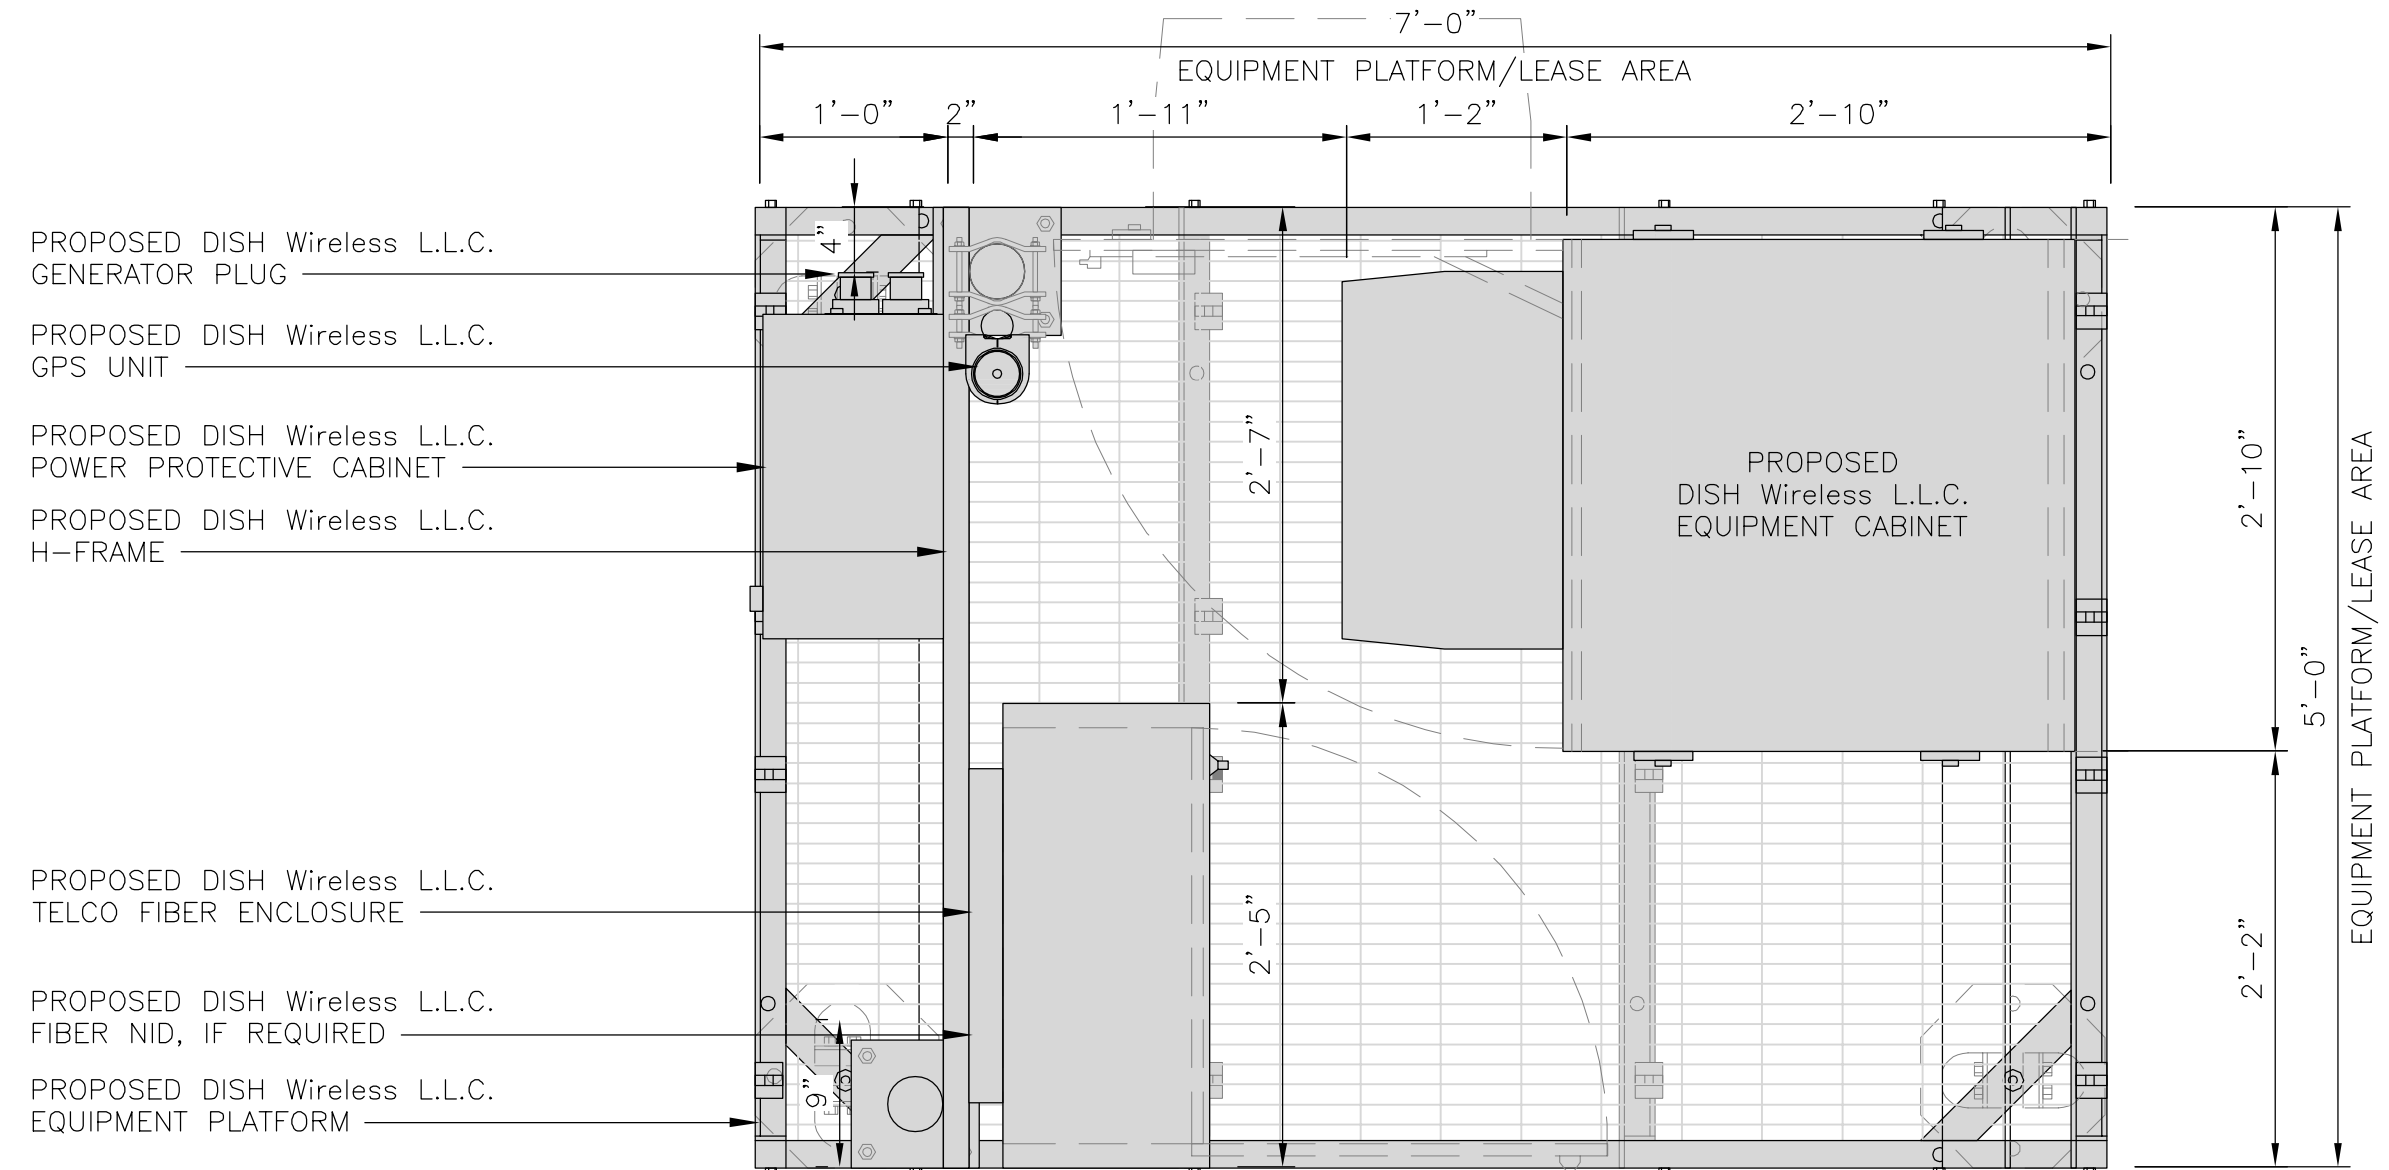 7'-0"
EQUIPMENT PLATFORM/LEASE AREA
1'-0"
2"
1'-11"
1'-2"
2'-10"
4"
PROPOSED DISH Wireless L.L.C.
GENERATOR PLUG
PROPOSED DISH Wireless L.L.C.
GPS UNIT
PROPOSED DISH Wireless L.L.C.
POWER PROTECTIVE CABINET
PROPOSED DISH Wireless L.L.C.
H-FRAME
PROPOSED DISH Wireless L.L.C.
TELCO FIBER ENCLOSURE
PROPOSED DISH Wireless L.L.C.
FIBER NID, IF REQUIRED
PROPOSED DISH Wireless L.L.C.
EQUIPMENT PLATFORM
9"
2'-7"
2'-5"
PROPOSED
DISH Wireless L.L.C.
EQUIPMENT CABINET
2'-10"
2'-2"
5'-0"
EQUIPMENT PLATFORM/LEASE AREA